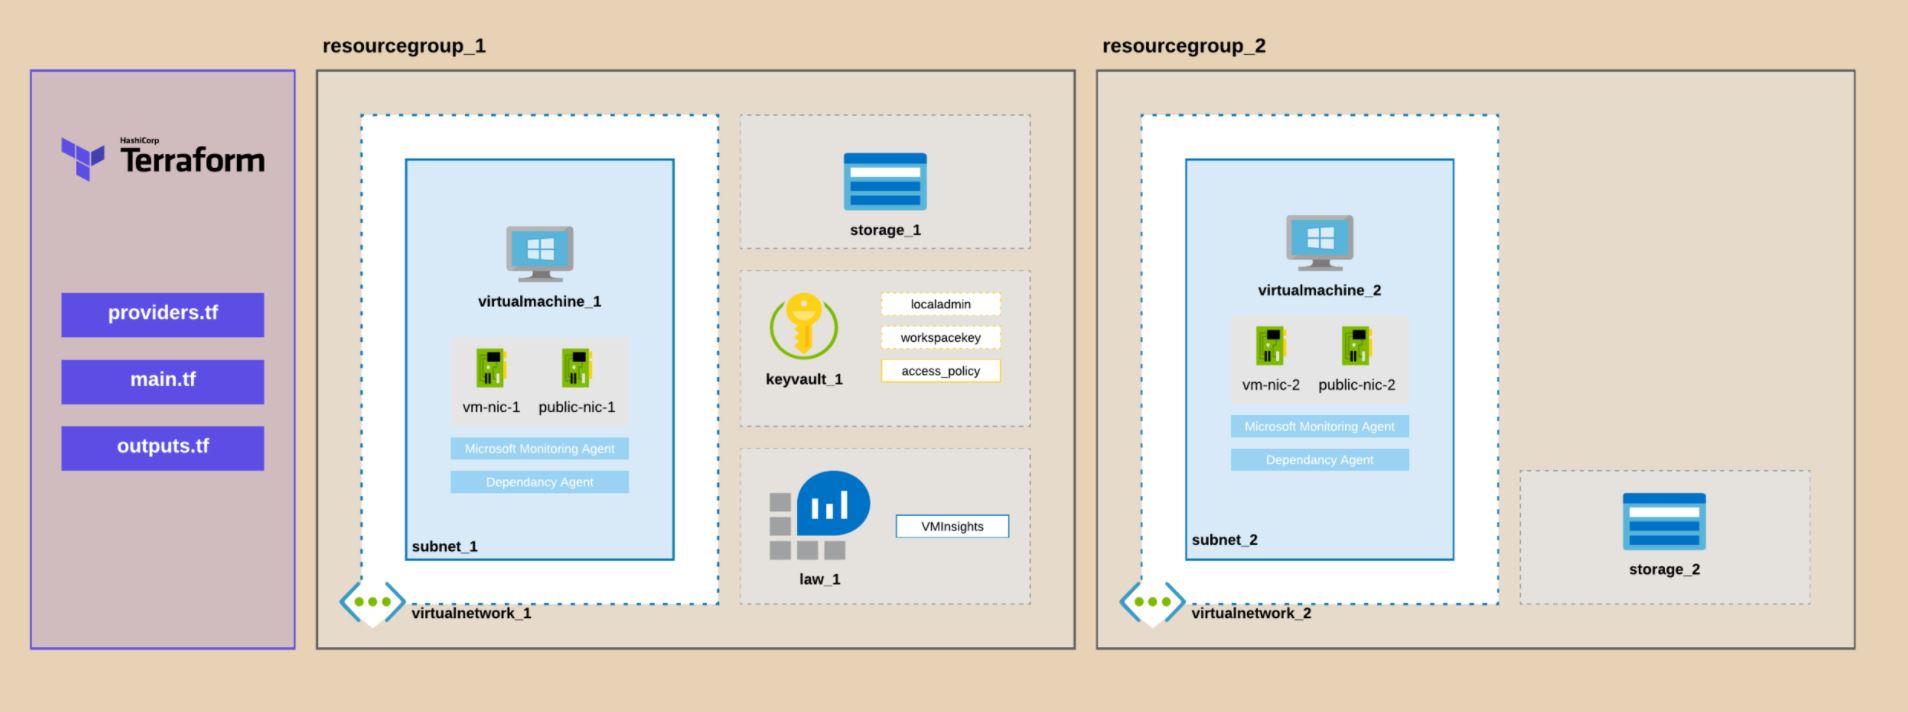 resourcegroup_1
resourcegroup_2
HashiCorp
Terraform
providers.tf
main.tf
outputs.tf
virtualmachine_1
vm-nic-1
public-nic-1
Microsoft Monitoring Agent
Dependancy Agent
subnet_1
virtualnetwork_1
storage_1
keyvault_1
localadmin
workspacekey
access_policy
law_1
VMInsights
virtualmachine_2
vm-nic-2
public-nic-2
Microsoft Monitoring Agent
Dependancy Agent
subnet_2
virtualnetwork_2
storage_2